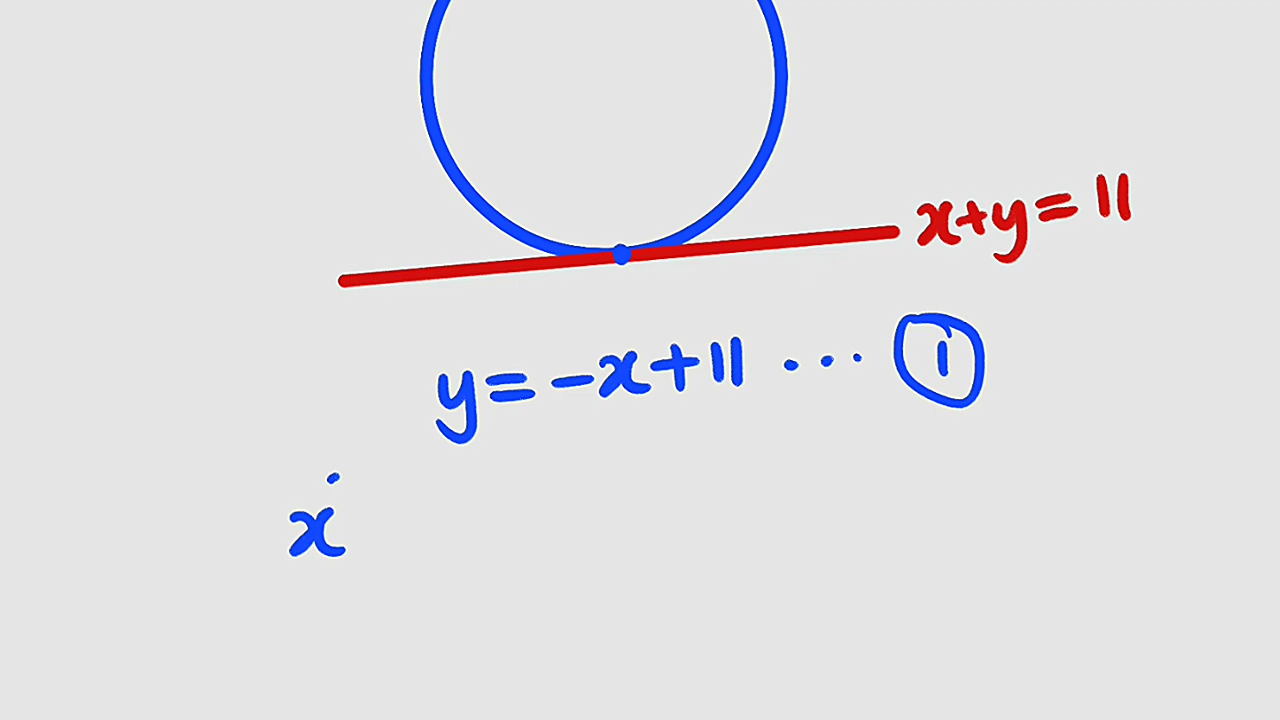 x+y=11
y=-x+11 ... ①
x